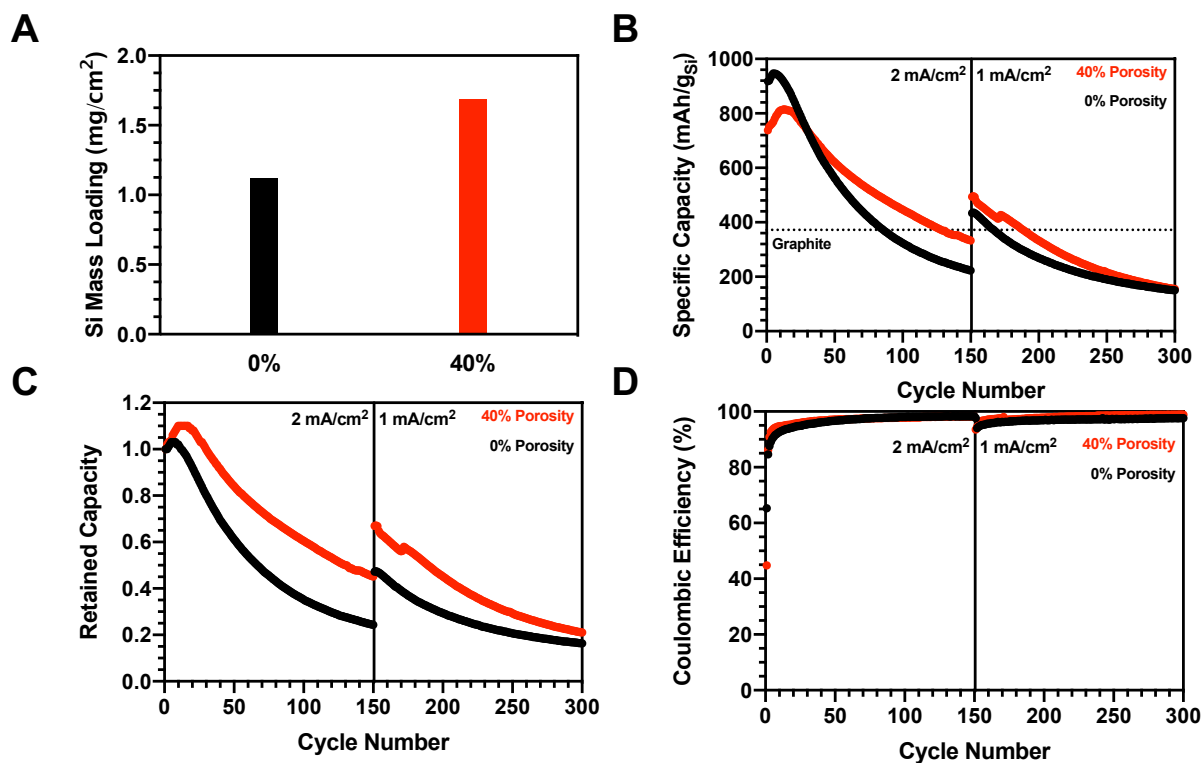 A
Si Mass Loading (mg/cm²)
2.0
1.5
1.0
0.5
0.0
0%
40%
B
Specific Capacity (mAh/gSi)
1000
800
600
400
200
0
2 mA/cm²
1 mA/cm²
40% Porosity
0% Porosity
Graphite
0
50
100
150
200
250
300
Cycle Number
C
Retained Capacity
1.2
1.0
0.8
0.6
0.4
0.2
0.0
2 mA/cm²
1 mA/cm²
40% Porosity
0% Porosity
0
50
100
150
200
250
300
Cycle Number
D
Coulombic Efficiency (%)
100
80
60
40
20
0
2 mA/cm²
1 mA/cm²
40% Porosity
0% Porosity
0
50
100
150
200
250
300
Cycle Number